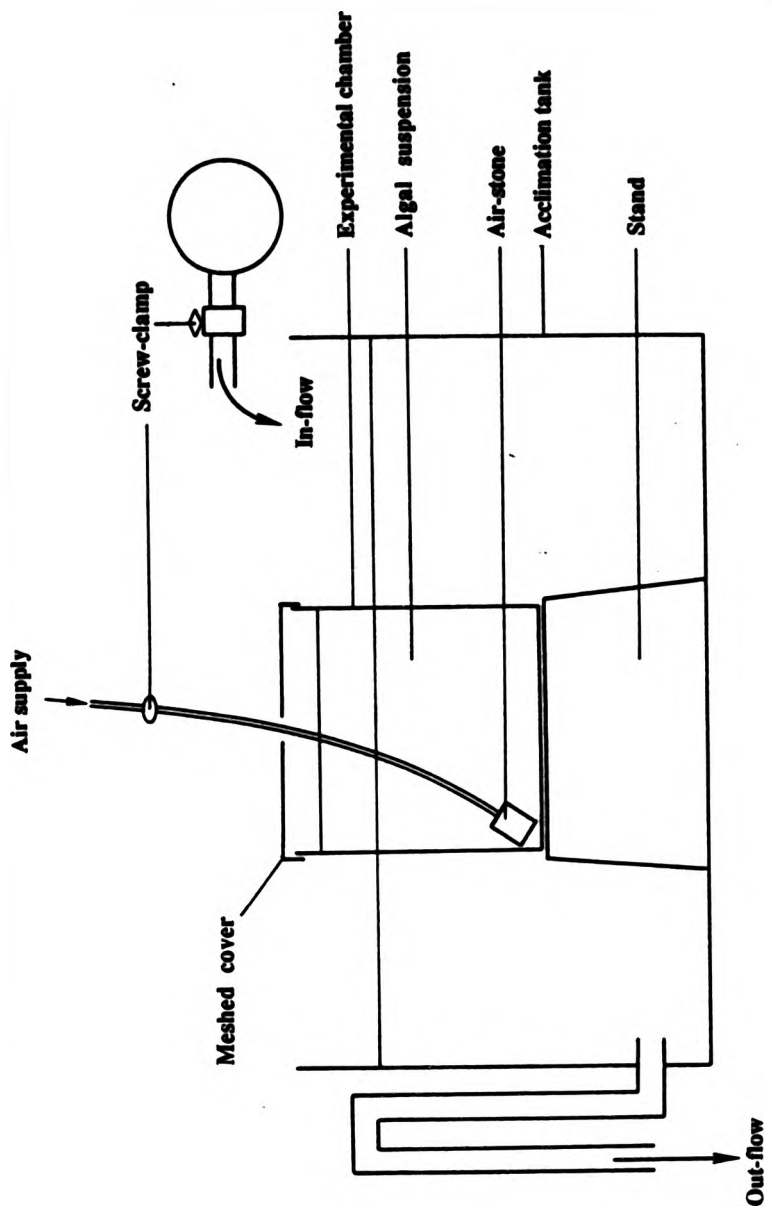 Air supply
Screw-clamp
In-flow
Meshed cover
Experimental chamber
Algal suspension
Air-stone
Acclimation tank
Stand
Out-flow